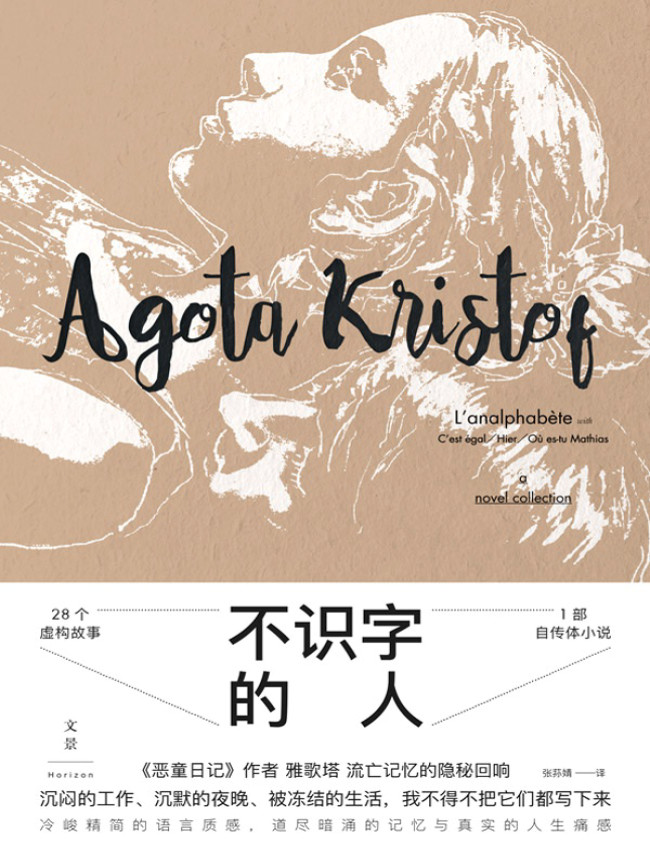 Agota Kristof
L'analphabète with
C'est égal / Hier / Où es-tu Mathias
a
novel collection
28 个
虚构故事
不识字
的 人
1 部
自传体小说
文
景
Horizon
《恶童日记》作者 雅歌塔 流亡记忆的隐秘回响
张荪婧 —— 译
沉闷的工作、沉默的夜晚、被冻结的生活，我不得不把它们都写下来
冷峻精简的语言质感，道尽暗涌的记忆与真实的人生痛感